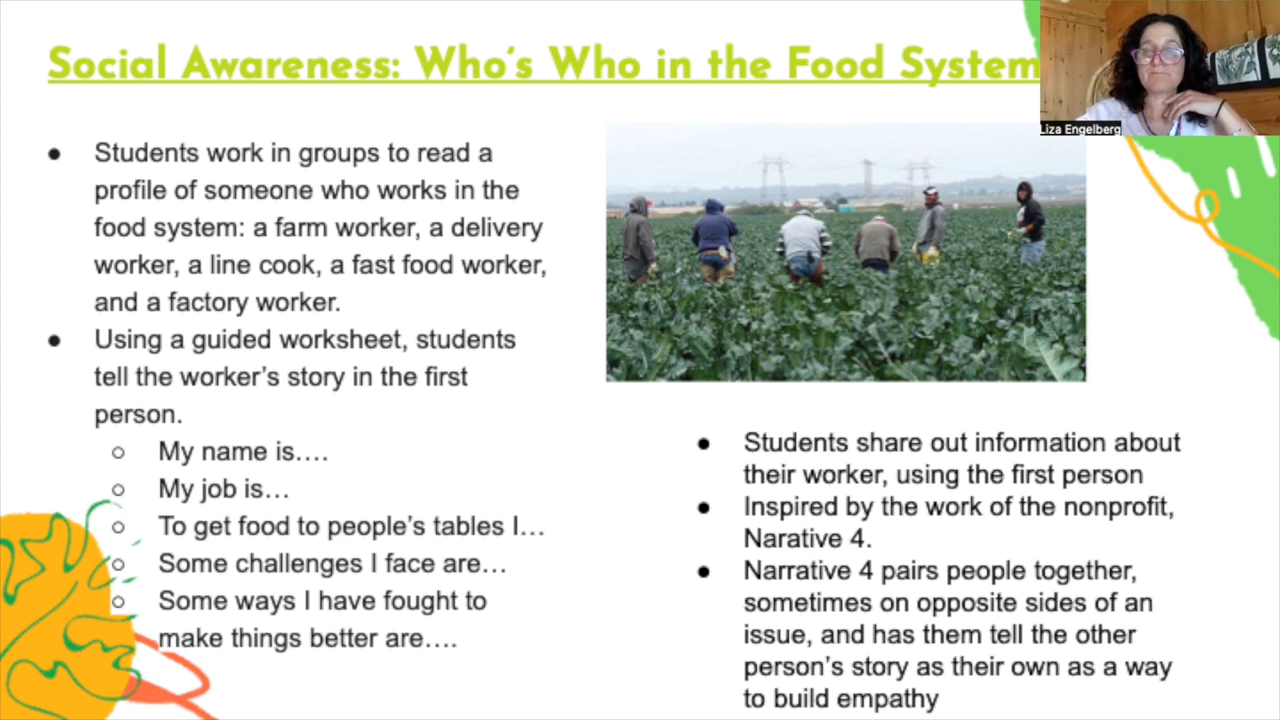 Social Awareness: Who's Who in the Food System
Liza Engelberg
● Students work in groups to read a
profile of someone who works in the
food system: a farm worker, a delivery
worker, a line cook, a fast food worker,
and a factory worker.
● Using a guided worksheet, students
tell the worker's story in the first
person.
○ My name is....
○ My job is...
○ To get food to people's tables I...
○ Some challenges I face are...
○ Some ways I have fought to
make things better are....
● Students share out information about
their worker, using the first person
● Inspired by the work of the nonprofit,
Narative 4.
● Narrative 4 pairs people together,
sometimes on opposite sides of an
issue, and has them tell the other
person's story as their own as a way
to build empathy